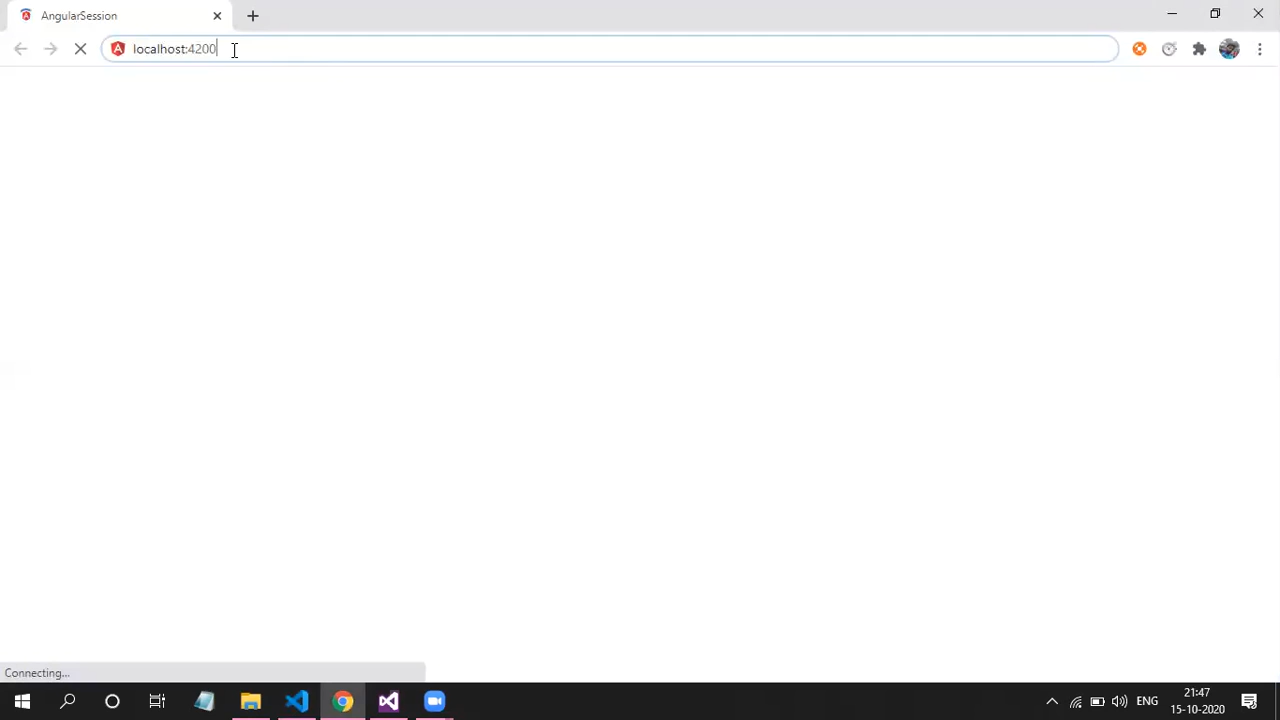 AngularSession
localhost:4200
Connecting...
ENG
21:47
15-10-2020